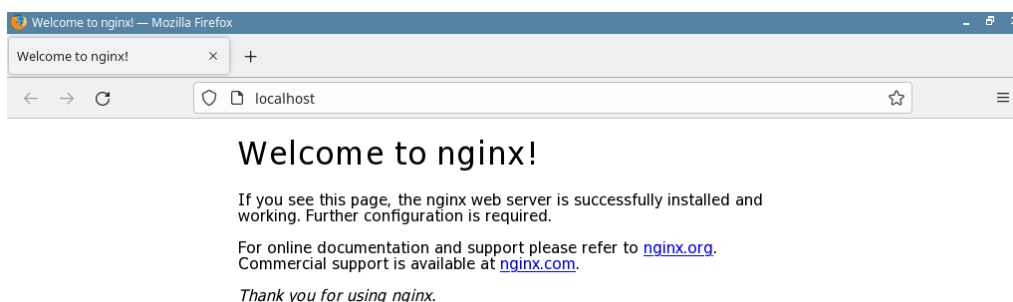 Welcome to nginx! — Mozilla Firefox
Welcome to nginx!
localhost
Welcome to nginx!
If you see this page, the nginx web server is successfully installed and
working. Further configuration is required.
For online documentation and support please refer to nginx.org.
Commercial support is available at nginx.com.
Thank you for using nginx.